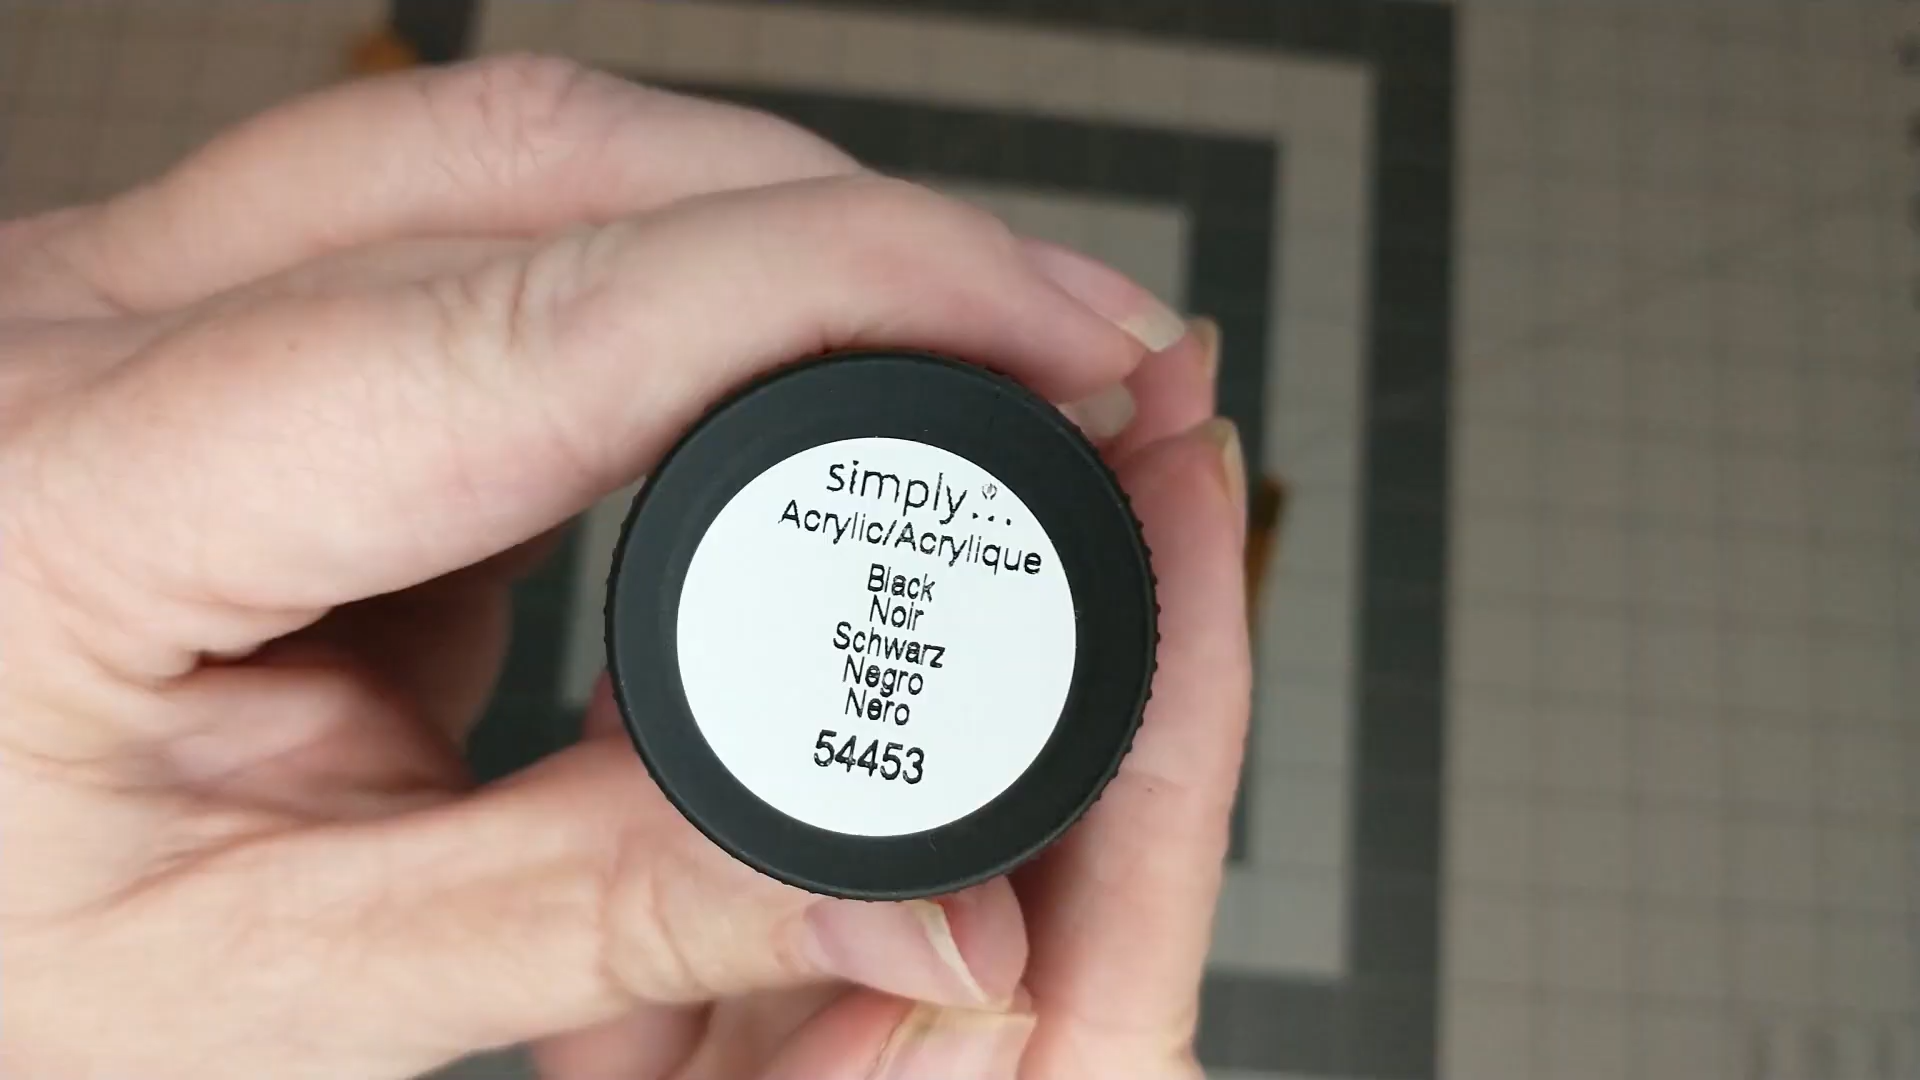 simply...
Acrylic/Acrylique
Black
Noir
Schwarz
Negro
Nero
54453